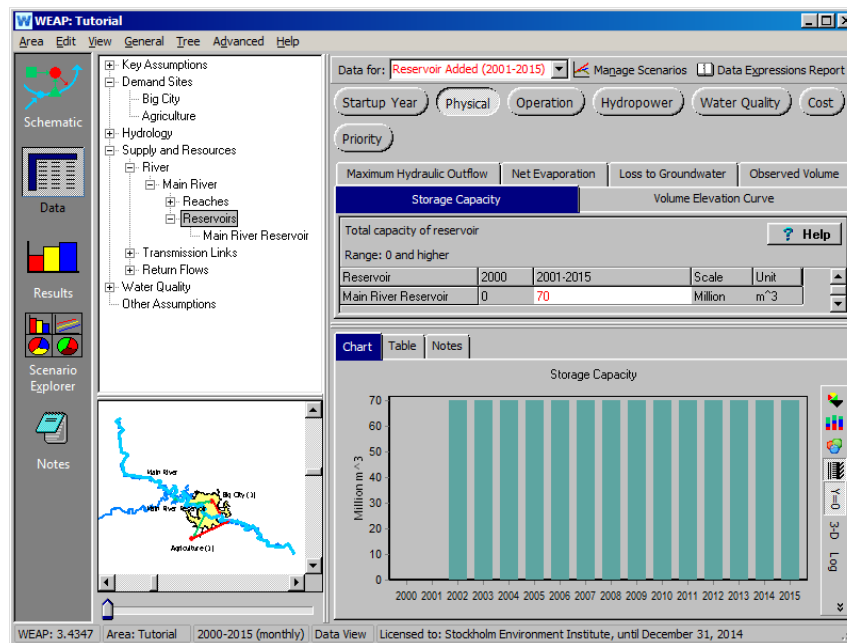 WEAP: Tutorial
Area Edit View General Tree Advanced Help
Schematic
Data
Results
Scenario
Explorer
Notes
Key Assumptions
Demand Sites
Big City
Agriculture
Hydrology
Supply and Resources
River
Main River
Reaches
Reservoirs
Main River Reservoir
Transmission Links
Return Flows
Water Quality
Other Assumptions
Main River
Big City (1)
Main River Reservoir
Agriculture (1)
Data for: Reservoir Added (2001-2015) Manage Scenarios Data Expressions Report
Startup Year Physical Operation Hydropower Water Quality Cost
Priority
Maximum Hydraulic Outflow Net Evaporation Loss to Groundwater Observed Volume
Storage Capacity Volume Elevation Curve
Total capacity of reservoir
? Help
Range: 0 and higher
Reservoir 2000 2001-2015 Scale Unit
Main River Reservoir 0 70 Million m^3
Chart Table Notes
Storage Capacity
Million m^3
70
60
50
40
30
20
10
0
2000 2001 2002 2003 2004 2005 2006 2007 2008 2009 2010 2011 2012 2013 2014 2015
Y=0
3-D
Log
WEAP: 3.4347 Area: Tutorial 2000-2015 (monthly) Data View Licensed to: Stockholm Environment Institute, until December 31, 2014